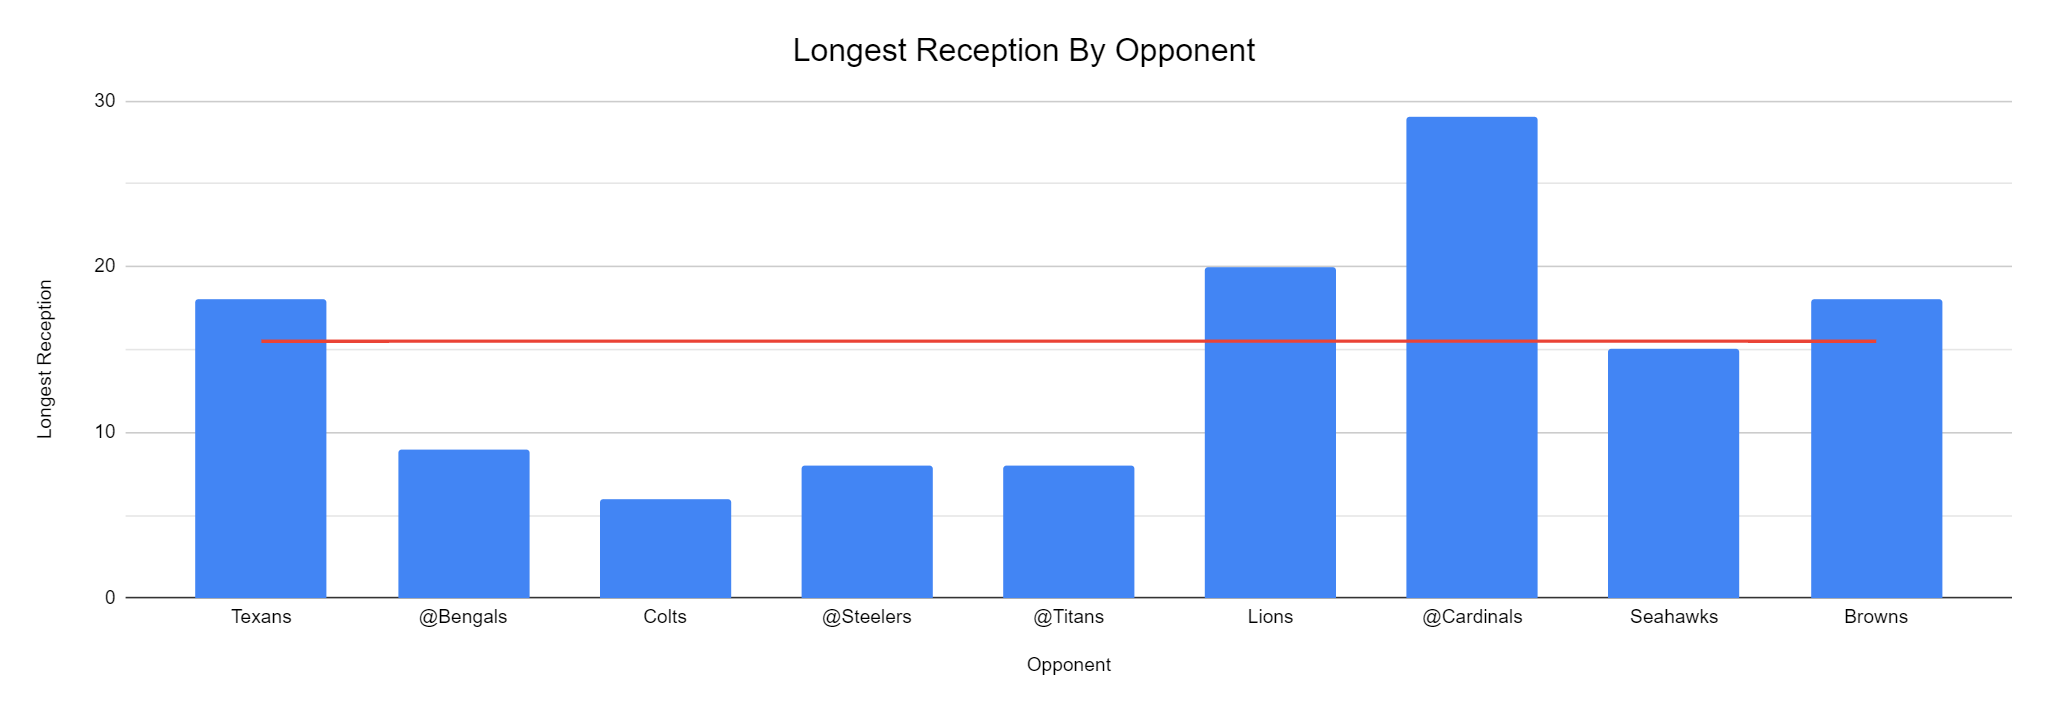 Longest Reception By Opponent
30
20
10
0
Longest Reception
Texans @Bengals Colts @Steelers @Titans Lions @Cardinals Seahawks Browns
Opponent